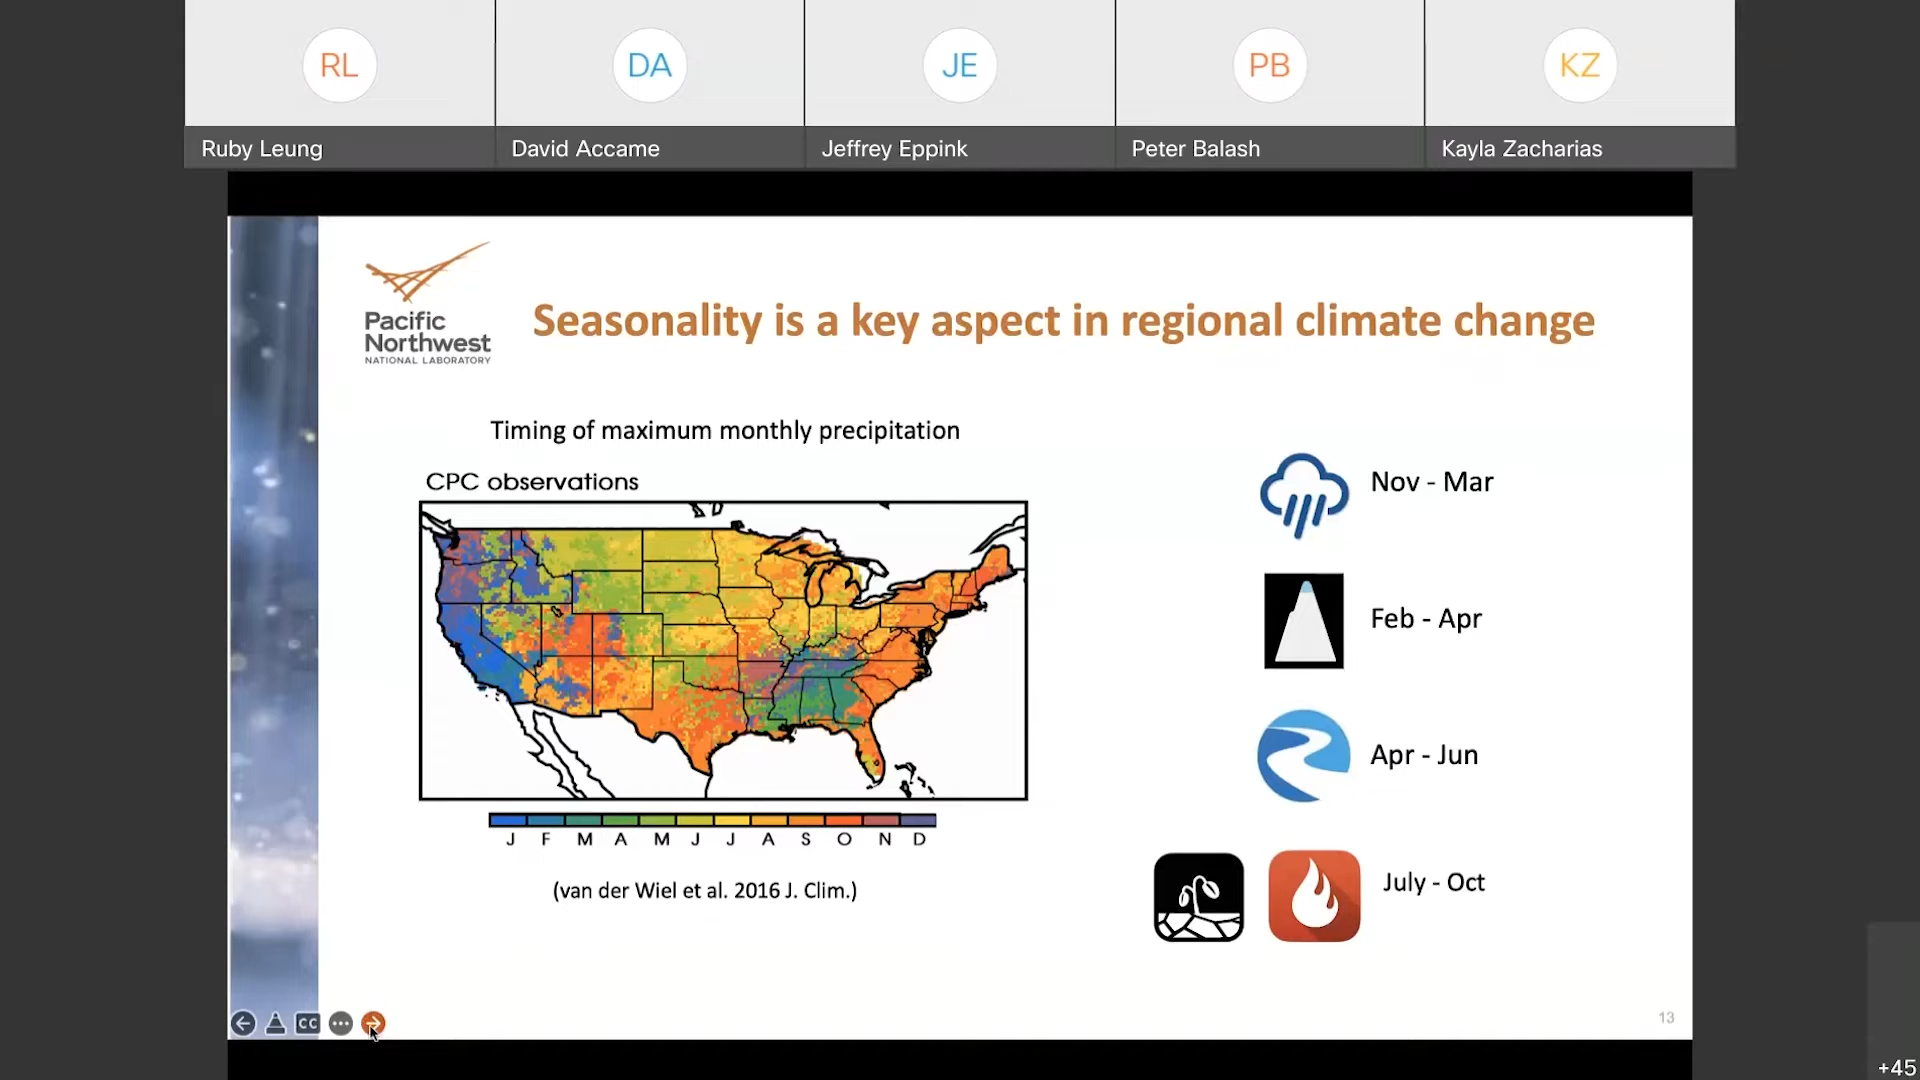 RL
DA
JE
PB
KZ
Ruby Leung
David Accame
Jeffrey Eppink
Peter Balash
Kayla Zacharias
Pacific
Northwest
NATIONAL LABORATORY
Seasonality is a key aspect in regional climate change
Timing of maximum monthly precipitation
CPC observations
J F M A M J J A S O N D
(van der Wiel et al. 2016 J. Clim.)
Nov - Mar
Feb - Apr
Apr - Jun
July - Oct
CC
13
+45